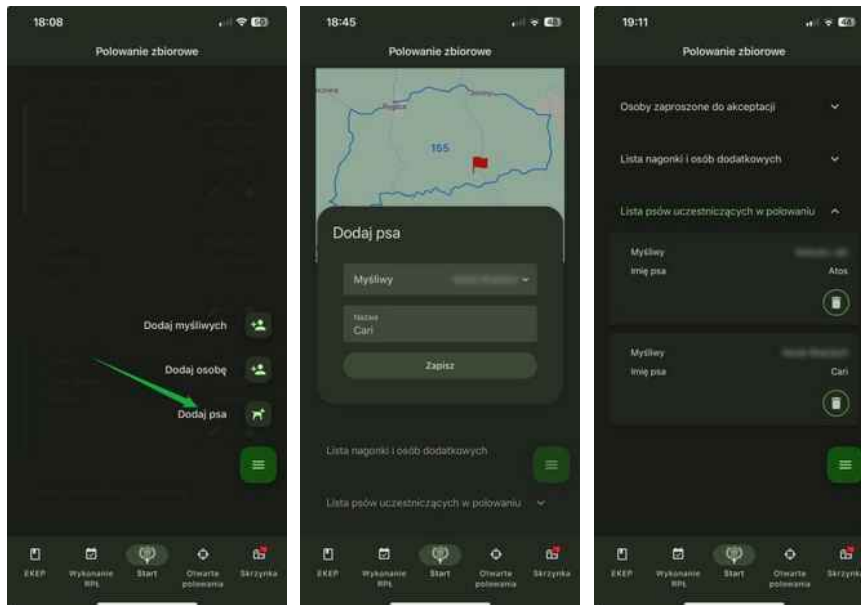 18:08
50
Polowanie zbiorowe
Dodaj myśliwych
Dodaj osobę
Dodaj psa
EKEP
Wykonanie RPŁ
Start
Otwarte polowania
Skrzynka
18:45
43
Polowanie zbiorowe
155
Dodaj psa
Myśliwy
Nazwa
Cari
Zapisz
Lista nagonki i osób dodatkowych
Lista psów uczestniczących w polowaniu
EKEP
Wykonanie RPŁ
Start
Otwarte polowania
Skrzynka
19:11
Polowanie zbiorowe
Osoby zaproszone do akceptacji
Lista nagonki i osób dodatkowych
Lista psów uczestniczących w polowaniu
Myśliwy
Imię psa Atos
Myśliwy
Imię psa Cari
EKEP
Wykonanie RPŁ
Start
Otwarte polowania
Skrzynka